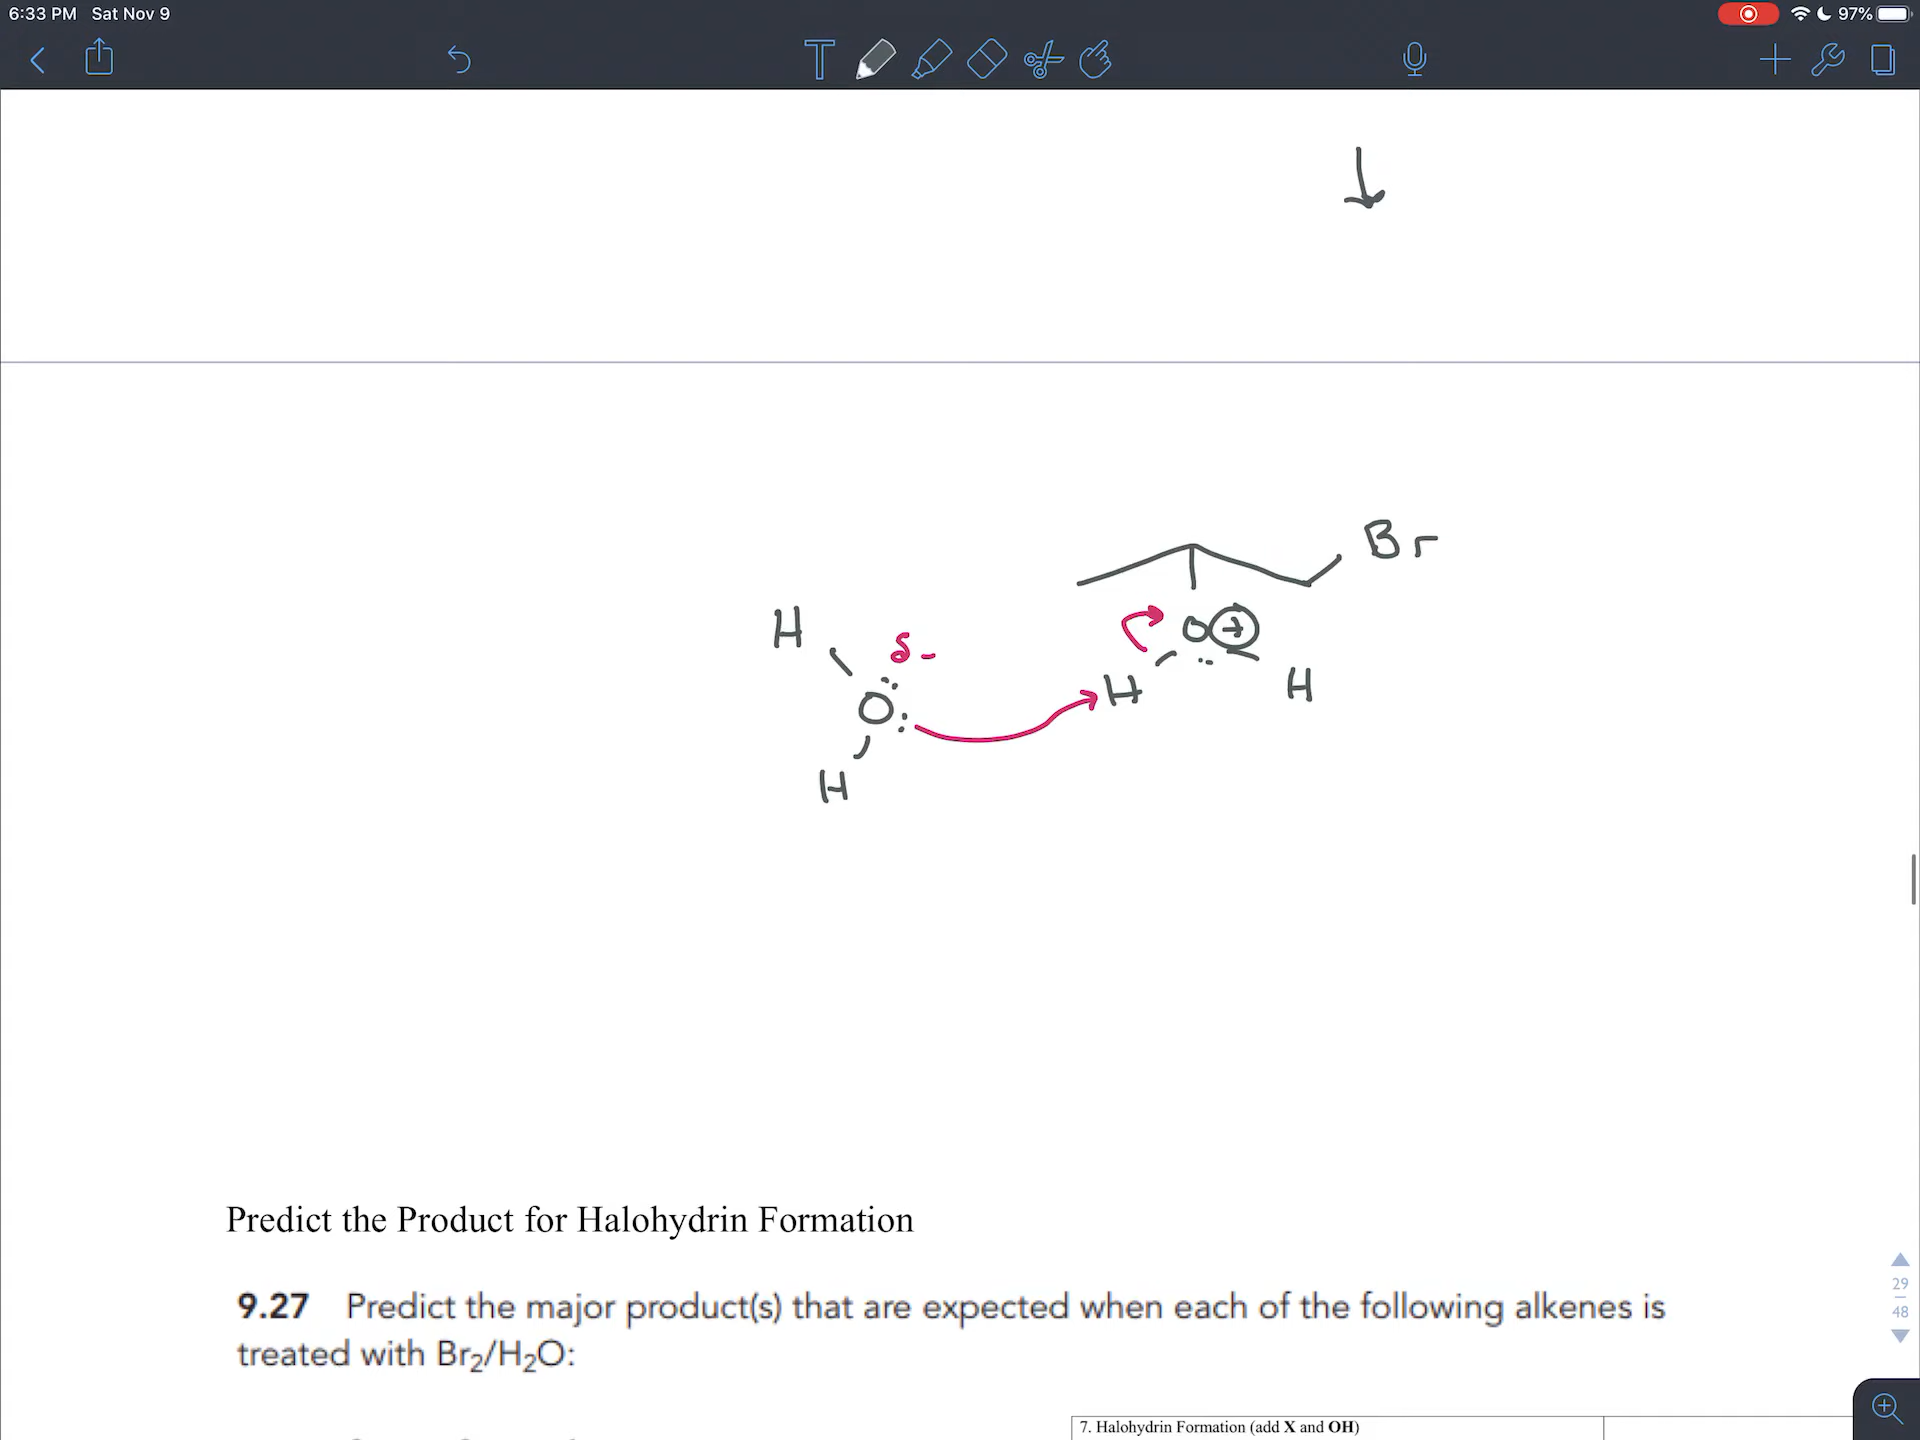 6:33 PM Sat Nov 9 97%
T
Br
H δ- O +
O H H
H
Predict the Product for Halohydrin Formation
9.27 Predict the major product(s) that are expected when each of the following alkenes is
treated with Br₂/H₂O:
29
48
7. Halohydrin Formation (add X and OH)